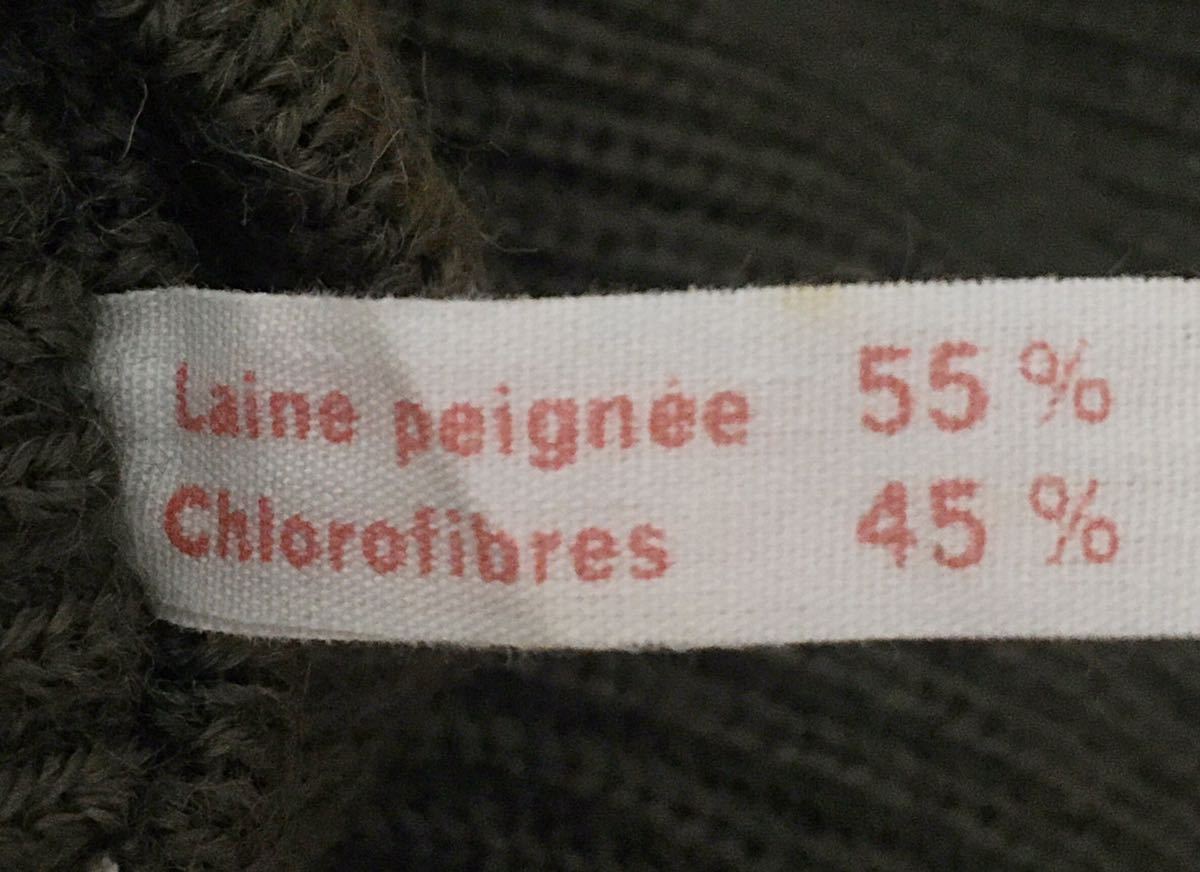 Laine peignée 55 %
Chlorofibres 45 %